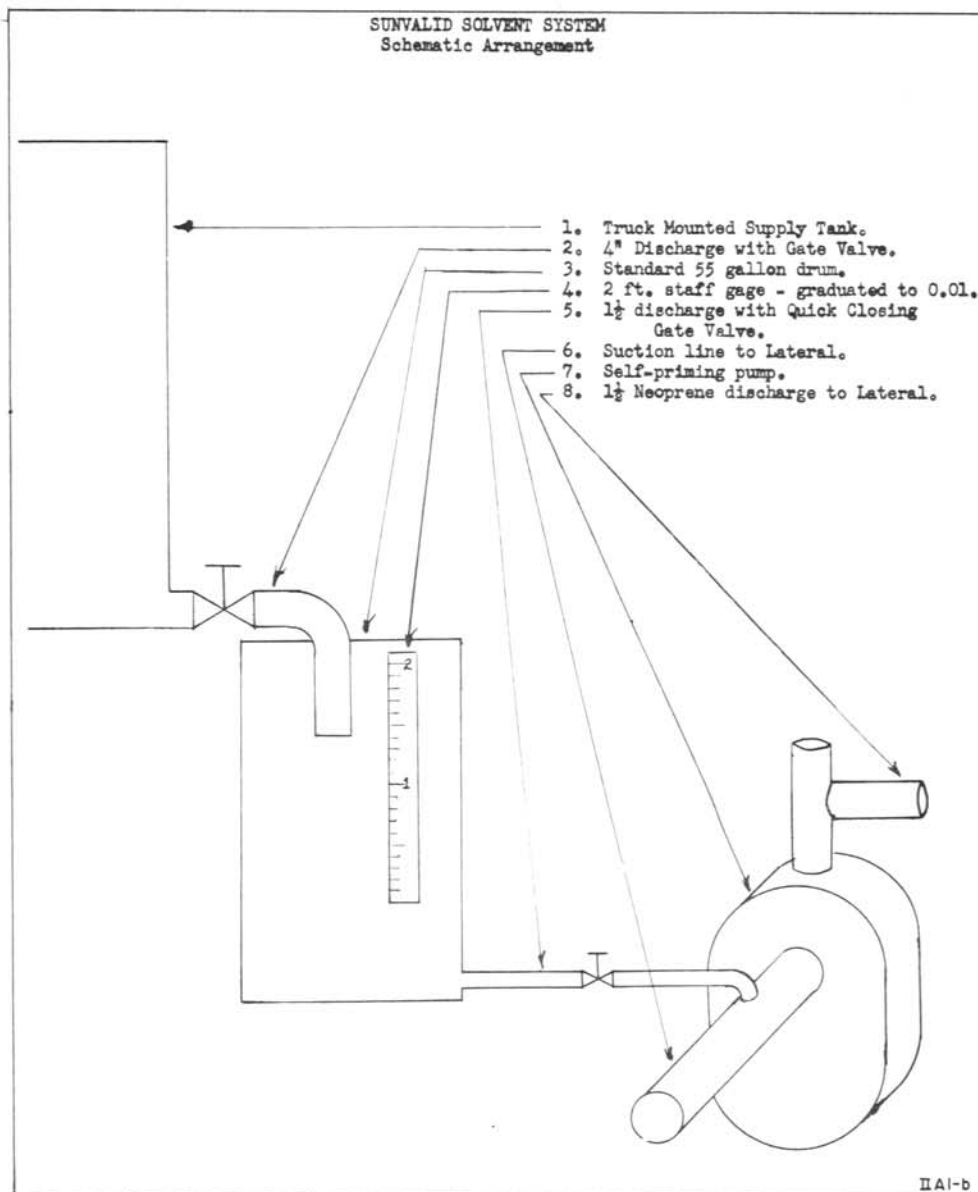 SUNVALID SOLVENT SYSTEM
Schematic Arrangement
1. Truck Mounted Supply Tank.
2. 4" Discharge with Gate Valve.
3. Standard 55 gallon drum.
4. 2 ft. staff gage - graduated to 0.01.
5. 1½ discharge with Quick Closing
Gate Valve.
6. Suction line to Lateral.
7. Self-priming pump.
8. 1½ Neoprene discharge to Lateral.
2
1
II A1-b